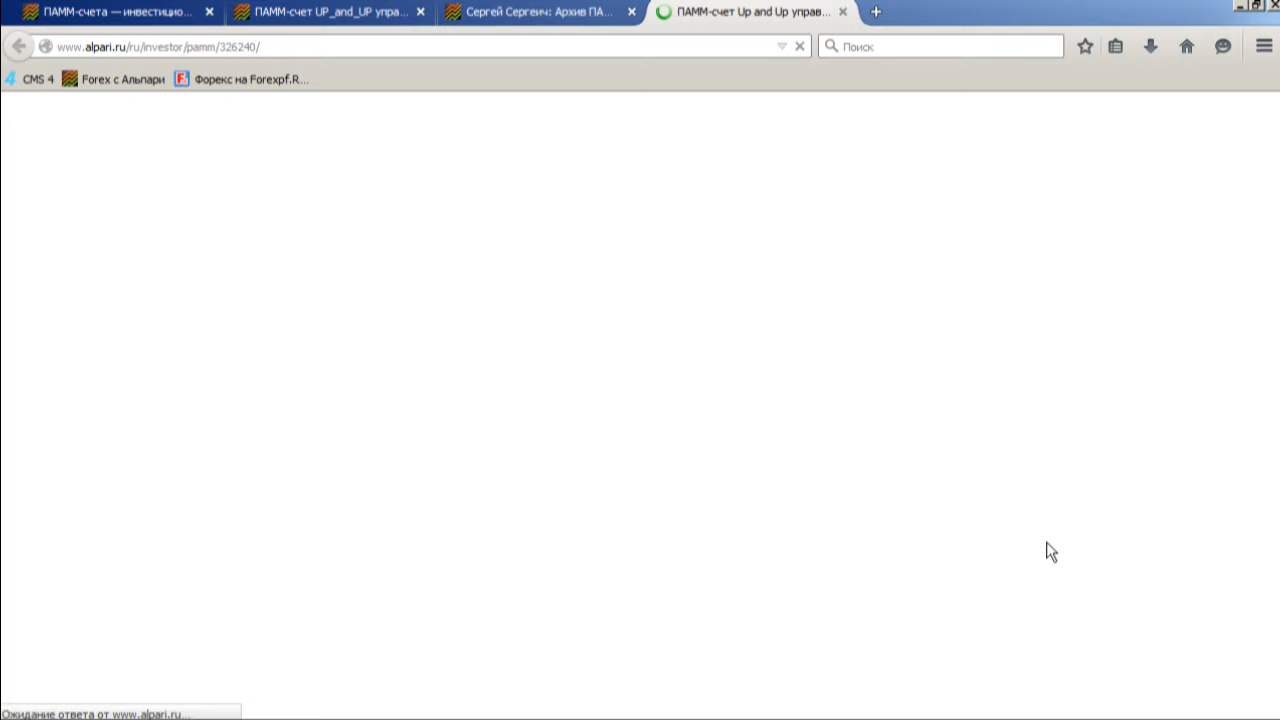 ПАММ-счета — инвестицио...
ПАММ-счет UP_and_UP упра...
Сергей Сергеич: Архив ПА...
ПАММ-счет Up and Up управ...
www.alpari.ru/ru/investor/pamm/326240/
Поиск
CMS 4
Forex с Альпари
Форекс на Forexpf.R...
Ожидание ответа от www.alpari.ru...